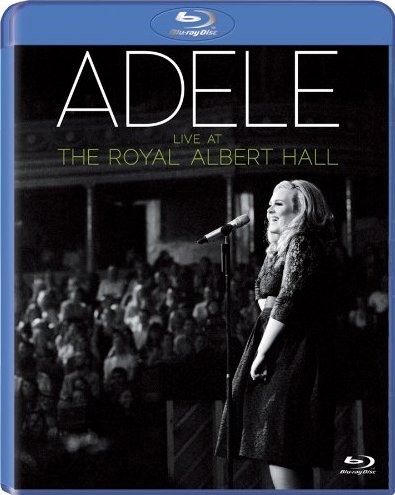 Blu-ray Disc
ADELE
LIVE AT
THE ROYAL ALBERT HALL
Blu-ray Disc